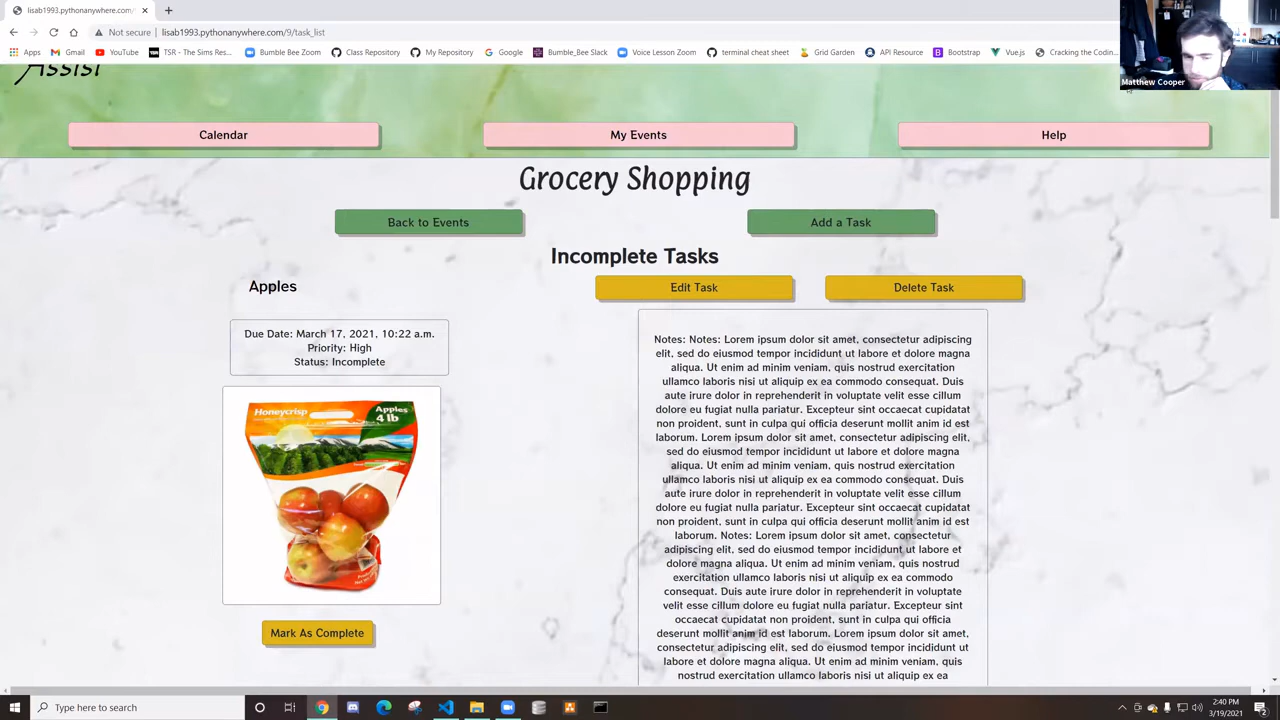 lisab1993.pythonanywhere.com/9/
Not secure | lisab1993.pythonanywhere.com/9/task_list
Apps Gmail YouTube TSR - The Sims Res... Bumble Bee Zoom Class Repository My Repository Google Bumble_Bee Slack Voice Lesson Zoom terminal cheat sheet Grid Garden API Resource Bootstrap Vue.js Cracking the Codin...
Matthew Cooper
Assist
Calendar My Events Help
Grocery Shopping
Back to Events Add a Task
Incomplete Tasks
Apples Edit Task Delete Task
Due Date: March 17, 2021, 10:22 a.m.
Priority: High
Status: Incomplete
Honeycrisp
Apples
4 lb
Mark As Complete
Notes: Notes: Lorem ipsum dolor sit amet, consectetur adipiscing
elit, sed do eiusmod tempor incididunt ut labore et dolore magna
aliqua. Ut enim ad minim veniam, quis nostrud exercitation
ullamco laboris nisi ut aliquip ex ea commodo consequat. Duis
aute irure dolor in reprehenderit in voluptate velit esse cillum
dolore eu fugiat nulla pariatur. Excepteur sint occaecat cupidatat
non proident, sunt in culpa qui officia deserunt mollit anim id est
laborum. Lorem ipsum dolor sit amet, consectetur adipiscing elit,
sed do eiusmod tempor incididunt ut labore et dolore magna
aliqua. Ut enim ad minim veniam, quis nostrud exercitation
ullamco laboris nisi ut aliquip ex ea commodo consequat. Duis
aute irure dolor in reprehenderit in voluptate velit esse cillum
dolore eu fugiat nulla pariatur. Excepteur sint occaecat cupidatat
non proident, sunt in culpa qui officia deserunt mollit anim id est
laborum. Notes: Lorem ipsum dolor sit amet, consectetur
adipiscing elit, sed do eiusmod tempor incididunt ut labore et
dolore magna aliqua. Ut enim ad minim veniam, quis nostrud
exercitation ullamco laboris nisi ut aliquip ex ea commodo
consequat. Duis aute irure dolor in reprehenderit in voluptate
velit esse cillum dolore eu fugiat nulla pariatur. Excepteur sint
occaecat cupidatat non proident, sunt in culpa qui officia
deserunt mollit anim id est laborum. Lorem ipsum dolor sit amet,
consectetur adipiscing elit, sed do eiusmod tempor incididunt ut
labore et dolore magna aliqua. Ut enim ad minim veniam, quis
nostrud exercitation ullamco laboris nisi ut aliquip ex ea
Type here to search
2:40 PM
3/19/2021